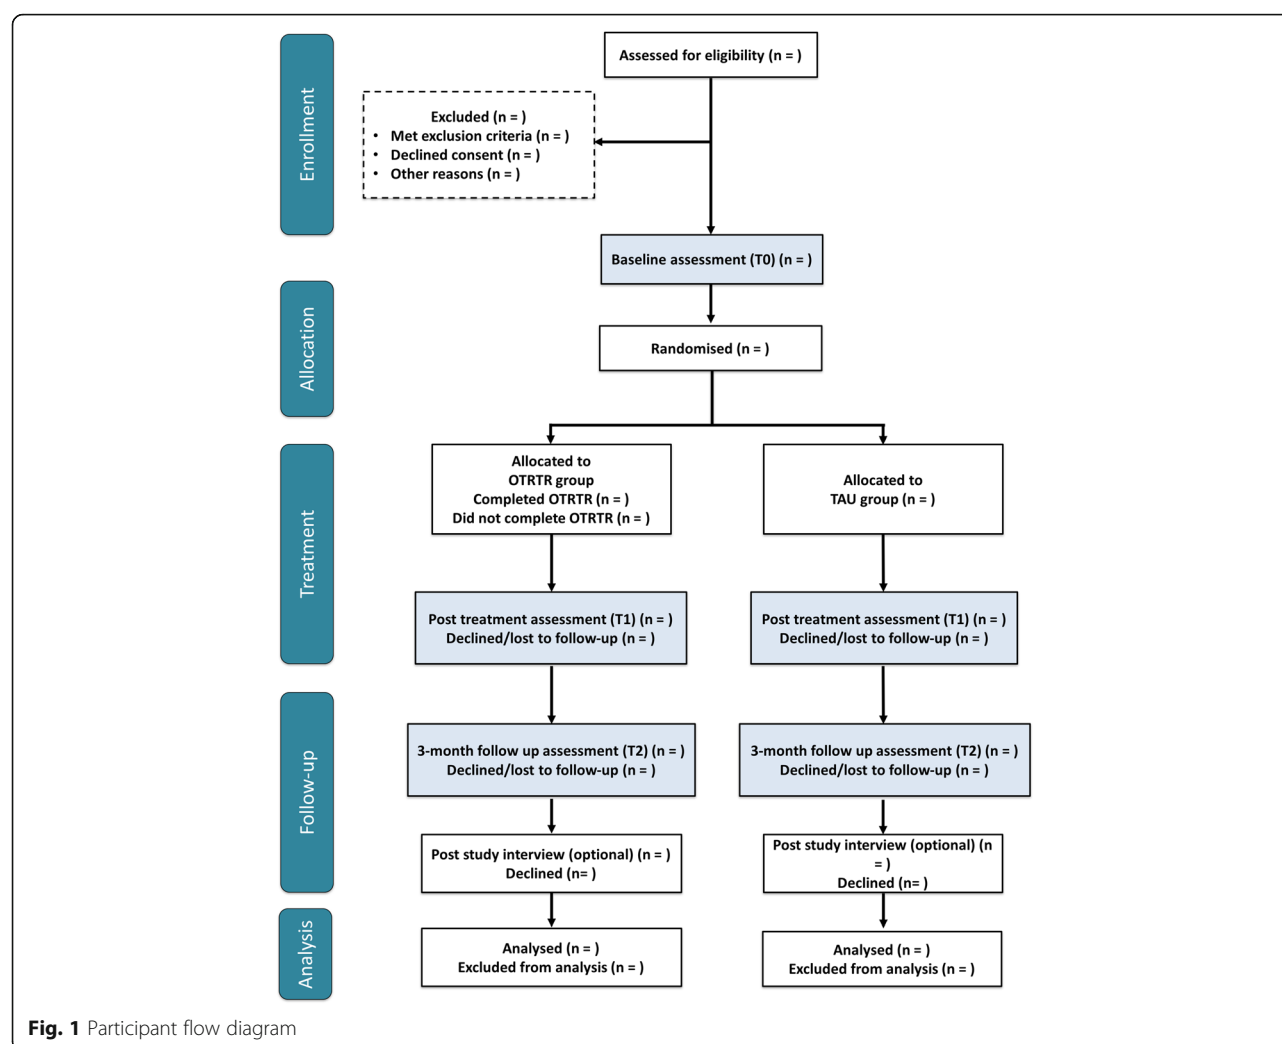 Enrollment
Assessed for eligibility (n = )
Excluded (n = )
• Met exclusion criteria (n = )
• Declined consent (n = )
• Other reasons (n = )
Baseline assessment (T0) (n = )
Allocation
Randomised (n = )
Treatment
Allocated to
OTRTR group
Completed OTRTR (n = )
Did not complete OTRTR (n = )
Allocated to
TAU group (n = )
Post treatment assessment (T1) (n = )
Declined/lost to follow-up (n = )
Post treatment assessment (T1) (n = )
Declined/lost to follow-up (n = )
Follow-up
3-month follow up assessment (T2) (n = )
Declined/lost to follow-up (n = )
3-month follow up assessment (T2) (n = )
Declined/lost to follow-up (n = )
Post study interview (optional) (n = )
Declined (n= )
Post study interview (optional) (n
= )
Declined (n= )
Analysis
Analysed (n = )
Excluded from analysis (n = )
Analysed (n = )
Excluded from analysis (n = )
Fig. 1 Participant flow diagram